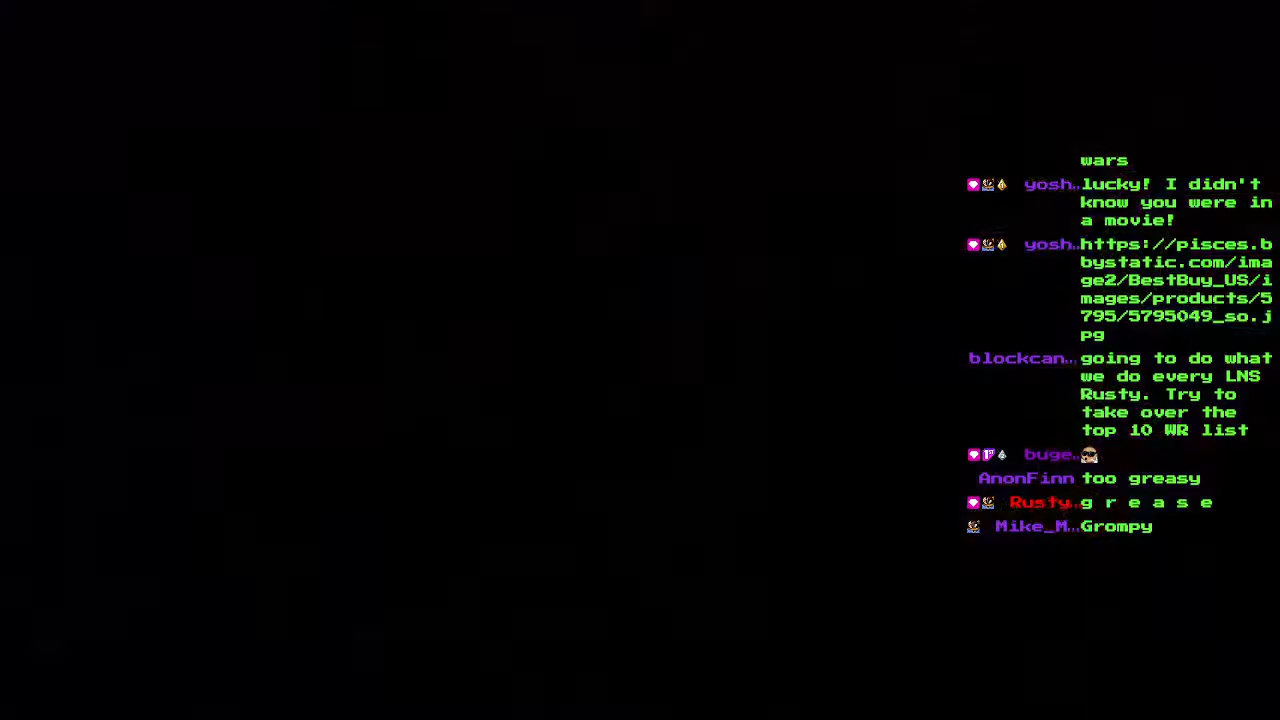 wars
yosh..lucky! I didn't
know you were in
a movie!
yosh..https://pisces.b
bystatic.com/ima
ge2/BestBuy_US/i
mages/products/5
795/5795049_so.j
pg
blockcan..going to do what
we do every LNS
Rusty. Try to
take over the
top 10 WR list
buge..
AnonFinn too greasy
Rusty..g r e a s e
Mike_M..Grompy